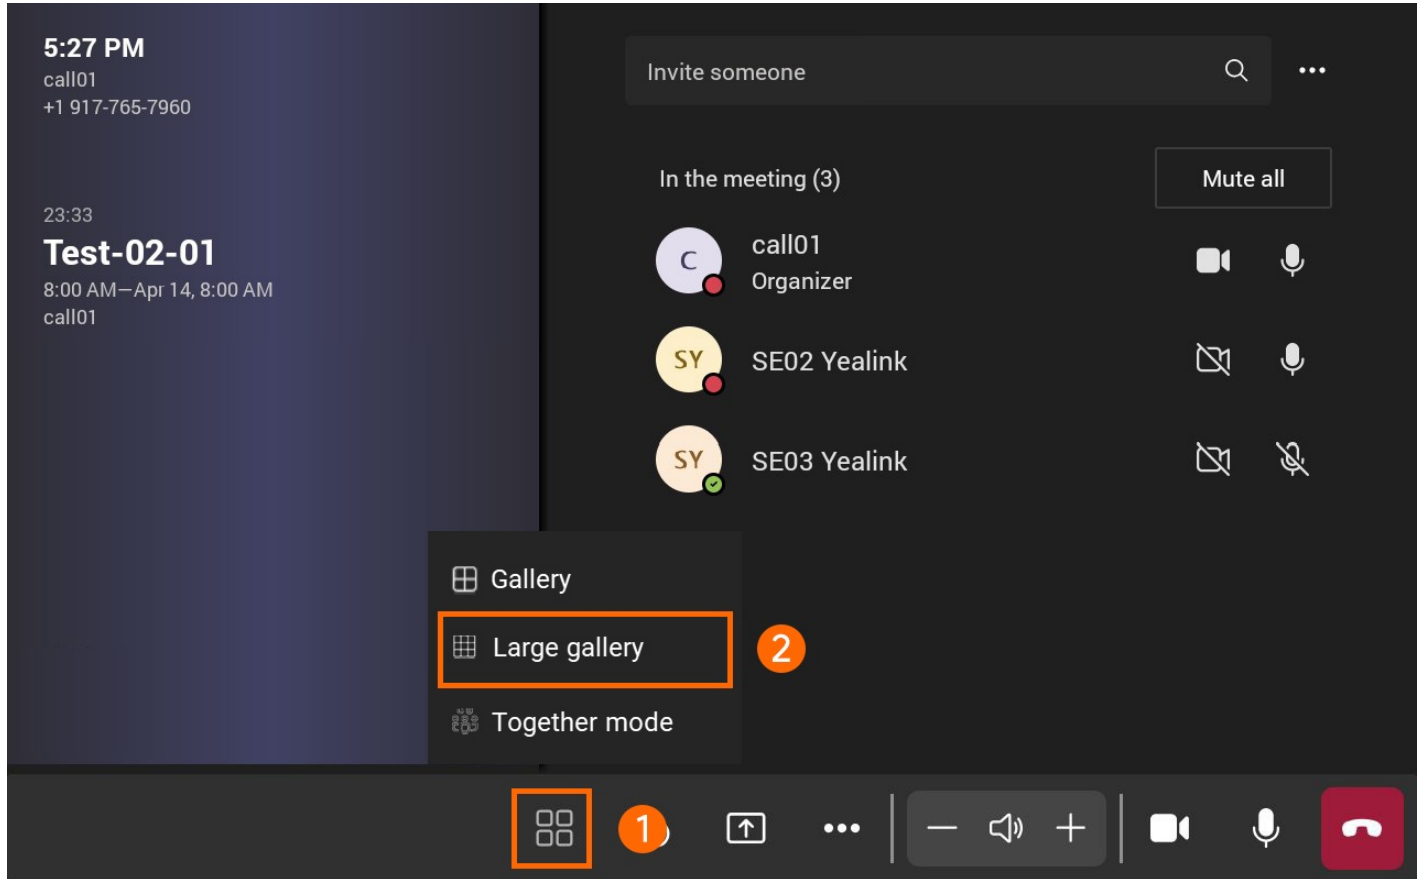 5:27 PM
call01
+1 917-765-7960
23:33
Test-02-01
8:00 AM—Apr 14, 8:00 AM
call01
Invite someone
In the meeting (3)
Mute all
C
call01
Organizer
SY
SE02 Yealink
SY
SE03 Yealink
Gallery
Large gallery
2
Together mode
1